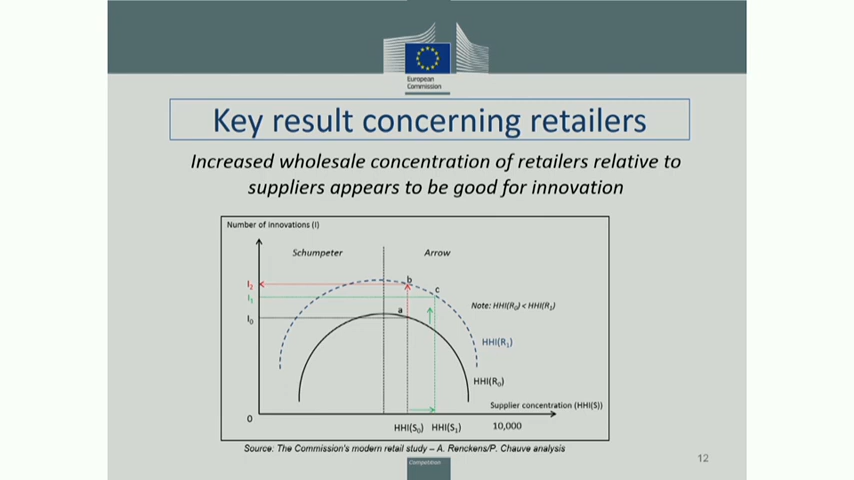 European
Commission
Key result concerning retailers
Increased wholesale concentration of retailers relative to
suppliers appears to be good for innovation
Number of innovations (I)
Schumpeter
Arrow
b
I₂
c
I₁
Note: HHI(R₀) < HHI(R₁)
a
I₀
HHI(R₁)
HHI(R₀)
Supplier concentration (HHI(S))
0
HHI(S₀)
HHI(S₁)
10,000
Source: The Commission's modern retail study – A. Renckens/P. Chauve analysis
12
Competition